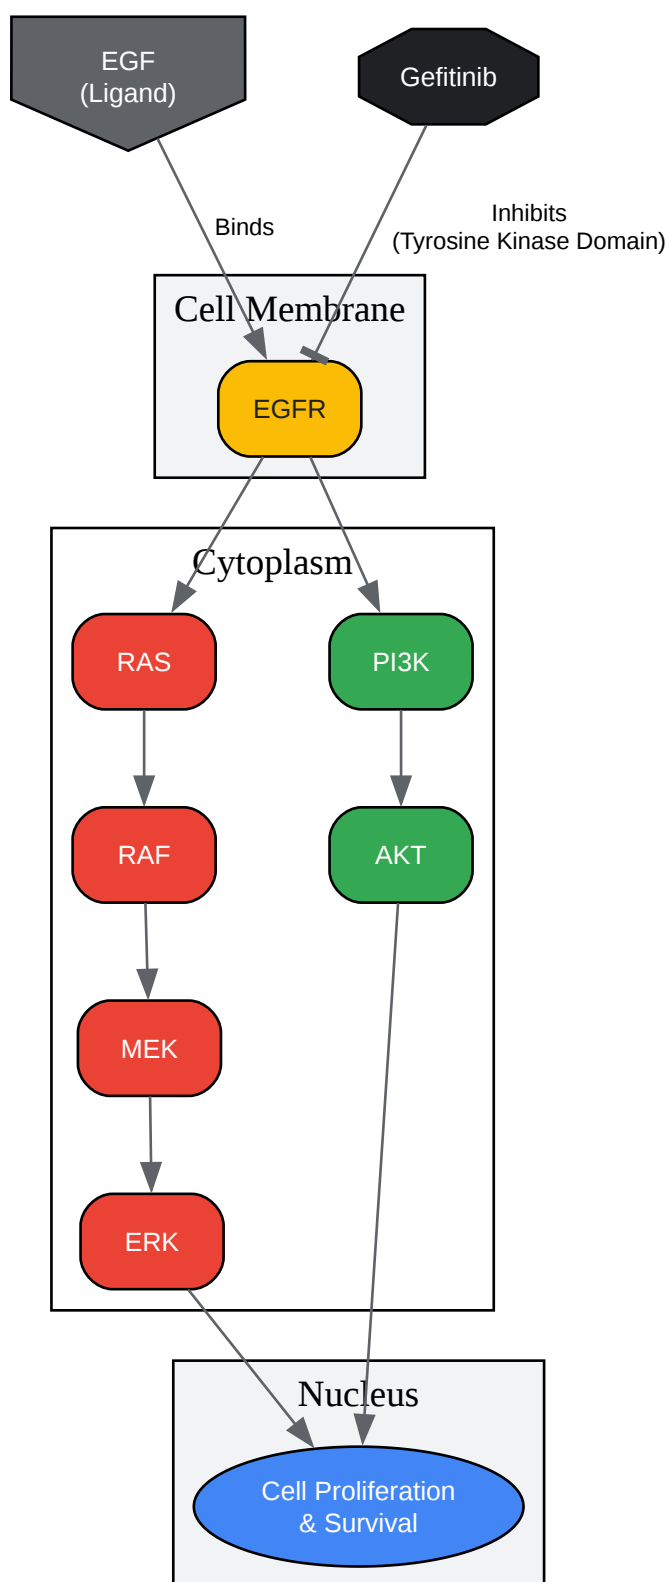 EGF
(Ligand)
Gefitinib
Binds
Inhibits
(Tyrosine Kinase Domain)
Cell Membrane
EGFR
Cytoplasm
RAS
PI3K
RAF
AKT
MEK
ERK
Nucleus
Cell Proliferation
& Survival